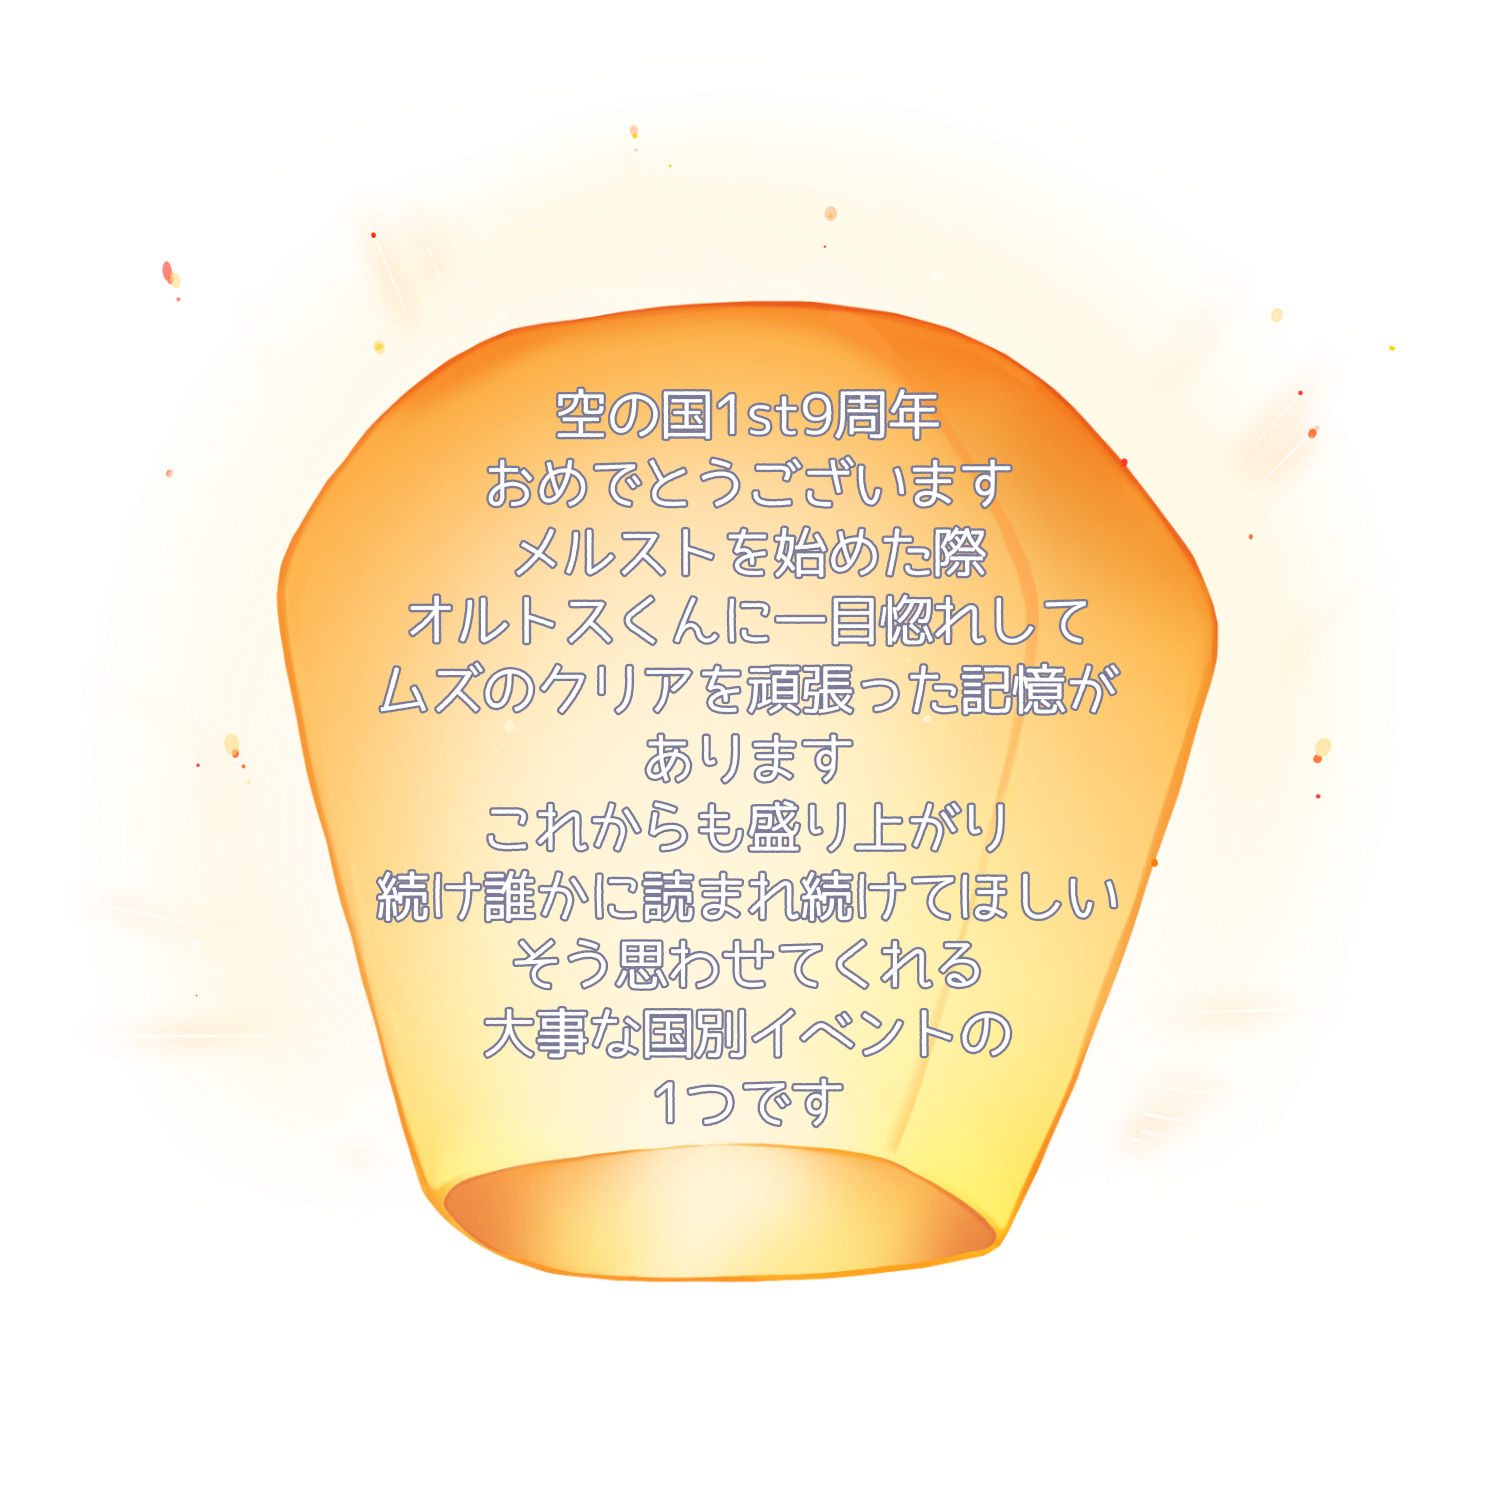 空の国1st9周年
おめでとうございます
メルストを始めた際
オルトスくんに一目惚れして
ムズのクリアを頑張った記憶が
あります
これからも盛り上がり
続け誰かに読まれ続けてほしい
そう思わせてくれる
大事な国別イベントの
1つです